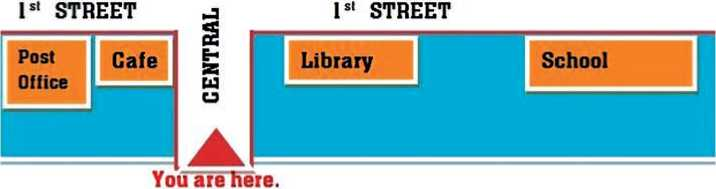 1st STREET
1st STREET
CENTRAL
Post
Office
Cafe
Library
School
You are here.